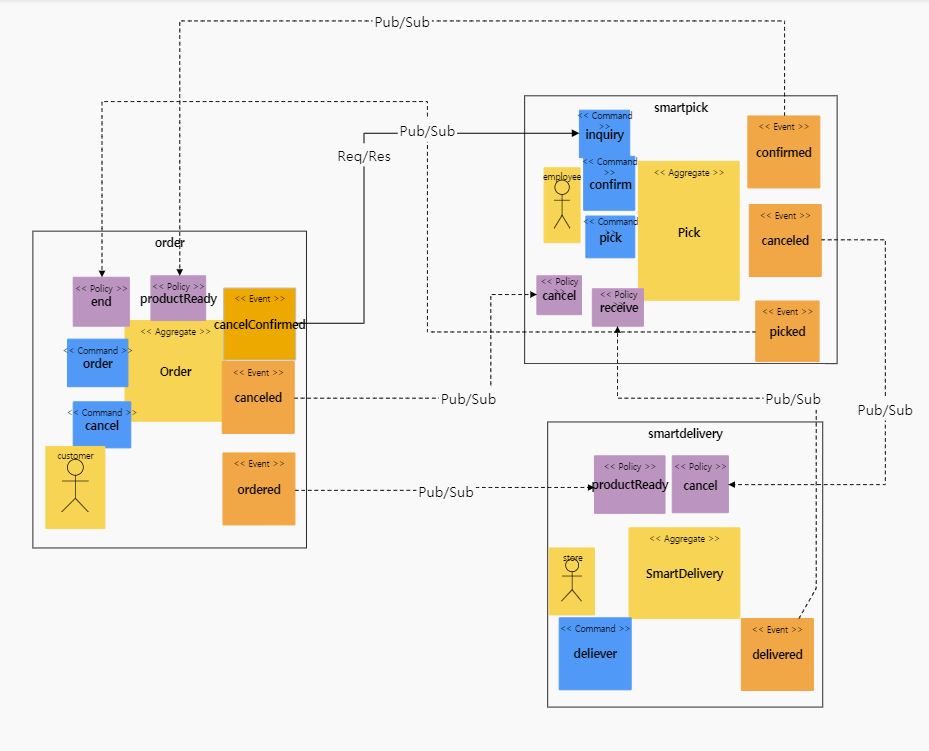 Pub/Sub
smartpick
<< Command >>
inquiry
<< Event >>
confirmed
Pub/Sub
Req/Res
<< Command >>
confirm
<< Aggregate >>
Pick
employee
<< Command >>
pick
<< Event >>
canceled
order
<< Policy >>
end
<< Policy >>
productReady
<< Event >>
cancelConfirmed
<< Policy >>
cancel
<< Policy >>
receive
<< Event >>
picked
<< Aggregate >>
Order
<< Command >>
order
<< Event >>
canceled
Pub/Sub
Pub/Sub
Pub/Sub
<< Command >>
cancel
customer
<< Event >>
ordered
Pub/Sub
smartdelivery
<< Policy >>
productReady
<< Policy >>
cancel
<< Aggregate >>
SmartDelivery
store
<< Command >>
deliever
<< Event >>
delivered